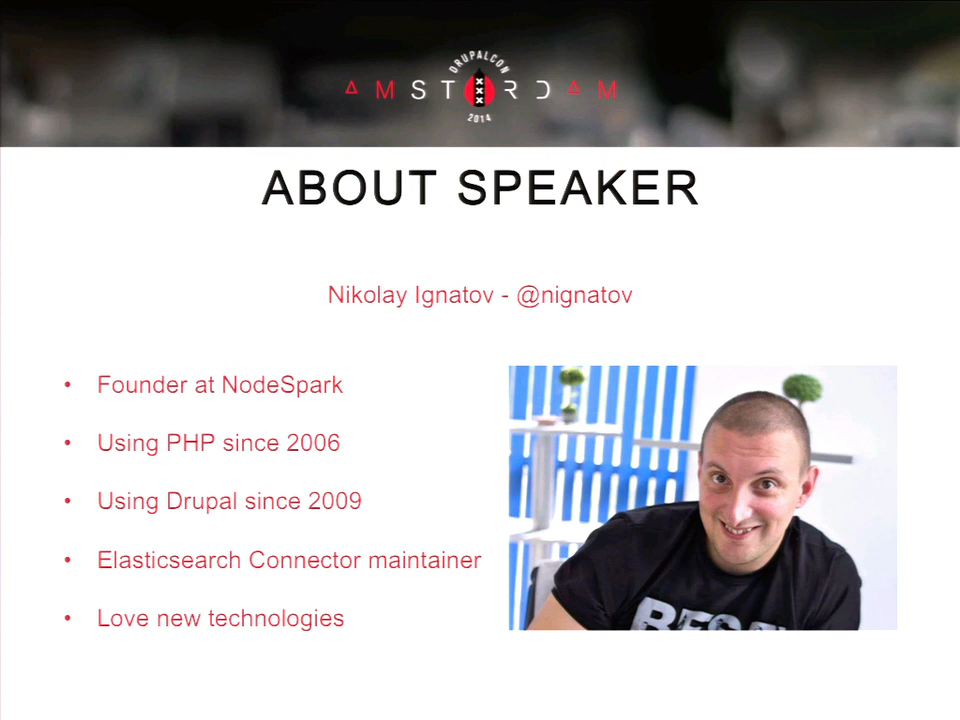 DRUPALCON
AMSTERDAM
2014
ABOUT SPEAKER
Nikolay Ignatov - @nignatov
• Founder at NodeSpark
• Using PHP since 2006
• Using Drupal since 2009
• Elasticsearch Connector maintainer
• Love new technologies